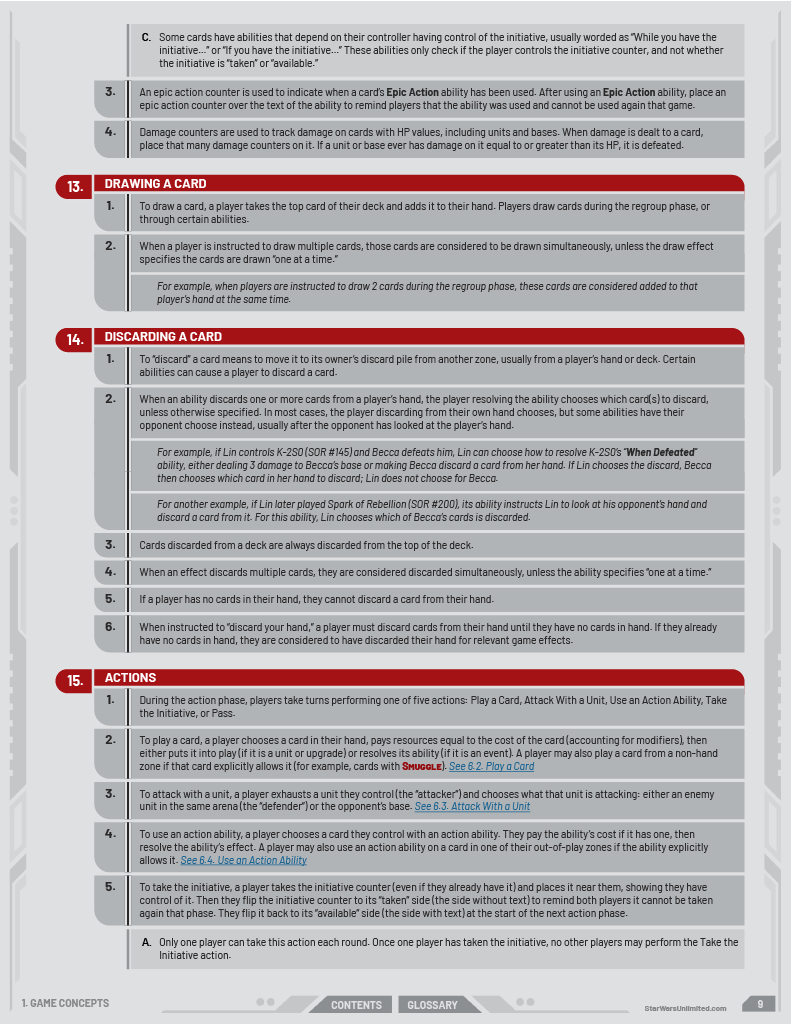 C. Some cards have abilities that depend on their controller having control of the initiative, usually worded as “While you have the
initiative...” or “If you have the initiative...” These abilities only check if the player controls the initiative counter, and not whether
the initiative is “taken” or “available.”
3. An epic action counter is used to indicate when a card’s Epic Action ability has been used. After using an Epic Action ability, place an
epic action counter over the text of the ability to remind players that the ability was used and cannot be used again that game.
4. Damage counters are used to track damage on cards with HP values, including units and bases. When damage is dealt to a card,
place that many damage counters on it. If a unit or base ever has damage on it equal to or greater than its HP, it is defeated.
13. DRAWING A CARD
1. To draw a card, a player takes the top card of their deck and adds it to their hand. Players draw cards during the regroup phase, or
through certain abilities.
2. When a player is instructed to draw multiple cards, those cards are considered to be drawn simultaneously, unless the draw effect
specifies the cards are drawn “one at a time.”
For example, when players are instructed to draw 2 cards during the regroup phase, these cards are considered added to that
player’s hand at the same time.
14. DISCARDING A CARD
1. To “discard” a card means to move it to its owner’s discard pile from another zone, usually from a player’s hand or deck. Certain
abilities can cause a player to discard a card.
2. When an ability discards one or more cards from a player’s hand, the player resolving the ability chooses which card(s) to discard,
unless otherwise specified. In most cases, the player discarding from their own hand chooses, but some abilities have their
opponent choose instead, usually after the opponent has looked at the player’s hand.
For example, if Lin controls K-2SO (SOR #145) and Becca defeats him, Lin can choose how to resolve K-2SO’s “When Defeated”
ability, either dealing 3 damage to Becca’s base or making Becca discard a card from her hand. If Lin chooses the discard, Becca
then chooses which card in her hand to discard; Lin does not choose for Becca.
For another example, if Lin later played Spark of Rebellion (SOR #200), its ability instructs Lin to look at his opponent’s hand and
discard a card from it. For this ability, Lin chooses which of Becca’s cards is discarded.
3. Cards discarded from a deck are always discarded from the top of the deck.
4. When an effect discards multiple cards, they are considered discarded simultaneously, unless the ability specifies “one at a time.”
5. If a player has no cards in their hand, they cannot discard a card from their hand.
6. When instructed to “discard your hand,” a player must discard cards from their hand until they have no cards in hand. If they already
have no cards in hand, they are considered to have discarded their hand for relevant game effects.
15. ACTIONS
1. During the action phase, players take turns performing one of five actions: Play a Card, Attack With a Unit, Use an Action Ability, Take
the Initiative, or Pass.
2. To play a card, a player chooses a card in their hand, pays resources equal to the cost of the card (accounting for modifiers), then
either puts it into play (if it is a unit or upgrade) or resolves its ability (if it is an event). A player may also play a card from a non-hand
zone if that card explicitly allows it (for example, cards with SMUGGLE). See 6.2. Play a Card
3. To attack with a unit, a player exhausts a unit they control (the “attacker”) and chooses what that unit is attacking: either an enemy
unit in the same arena (the “defender”) or the opponent’s base. See 6.3. Attack With a Unit
4. To use an action ability, a player chooses a card they control with an action ability. They pay the ability’s cost if it has one, then
resolve the ability’s effect. A player may also use an action ability on a card in one of their out-of-play zones if the ability explicitly
allows it. See 6.4. Use an Action Ability
5. To take the initiative, a player takes the initiative counter (even if they already have it) and places it near them, showing they have
control of it. Then they flip the initiative counter to its “taken” side (the side without text) to remind both players it cannot be taken
again that phase. They flip it back to its “available” side (the side with text) at the start of the next action phase.
A. Only one player can take this action each round. Once one player has taken the initiative, no other players may perform the Take the
Initiative action.
1. GAME CONCEPTS
CONTENTS
GLOSSARY
StarWarsUnlimited.com
9